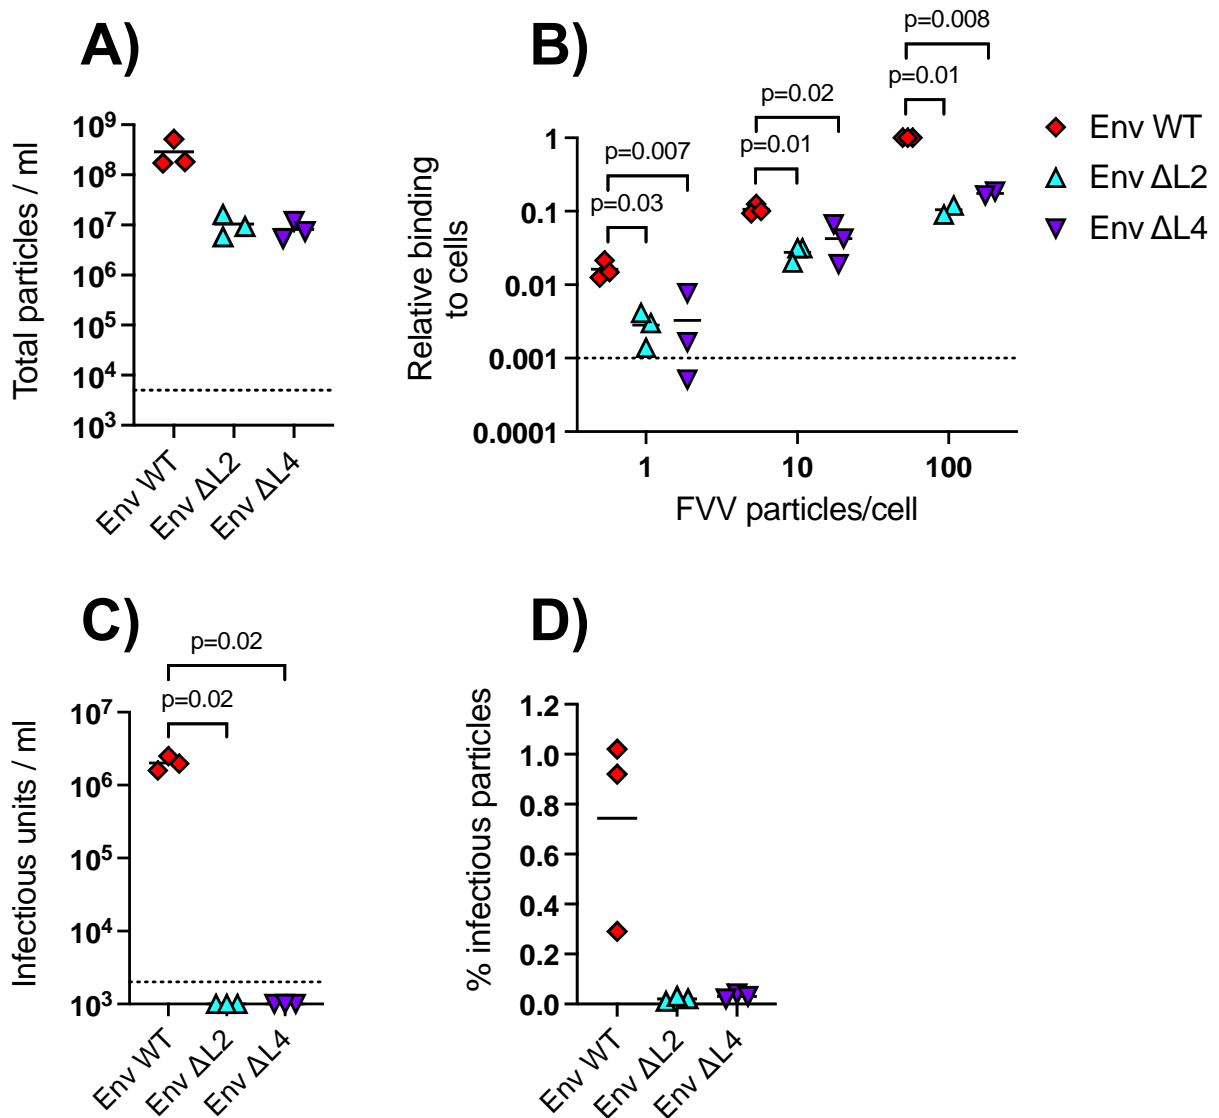 A)
Total particles / ml
10⁹
10⁸
10⁷
10⁶
10⁵
10⁴
10³
Env WT
Env ΔL2
Env ΔL4
B)
Relative binding
to cells
1
0.1
0.01
0.001
0.0001
p=0.007
p=0.03
p=0.02
p=0.01
p=0.008
p=0.01
1
10
100
FVV particles/cell
Env WT
Env ΔL2
Env ΔL4
C)
Infectious units / ml
10⁷
10⁶
10⁵
10⁴
10³
p=0.02
p=0.02
Env WT
Env ΔL2
Env ΔL4
D)
% infectious particles
1.2
1.0
0.8
0.6
0.4
0.2
0.0
Env WT
Env ΔL2
Env ΔL4